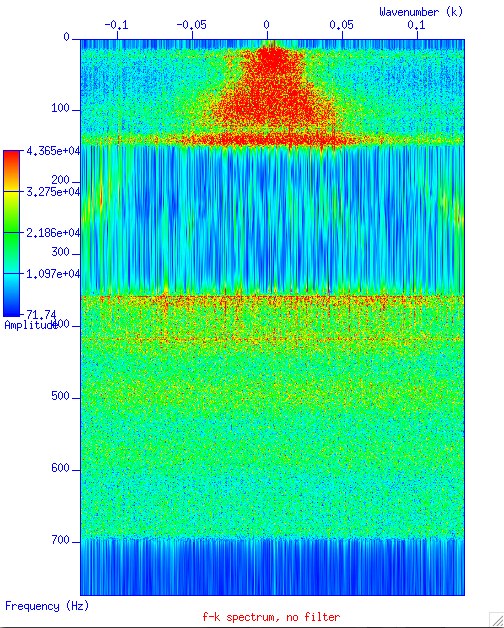 Wavenumber (k)
-0.1 -0.05 0 0.05 0.1
0
100
4.365e+04
200
3.275e+04
2.186e+04
300
1.097e+04
71.74
Amplitude
400
500
600
700
Frequency (Hz)
f-k spectrum, no filter